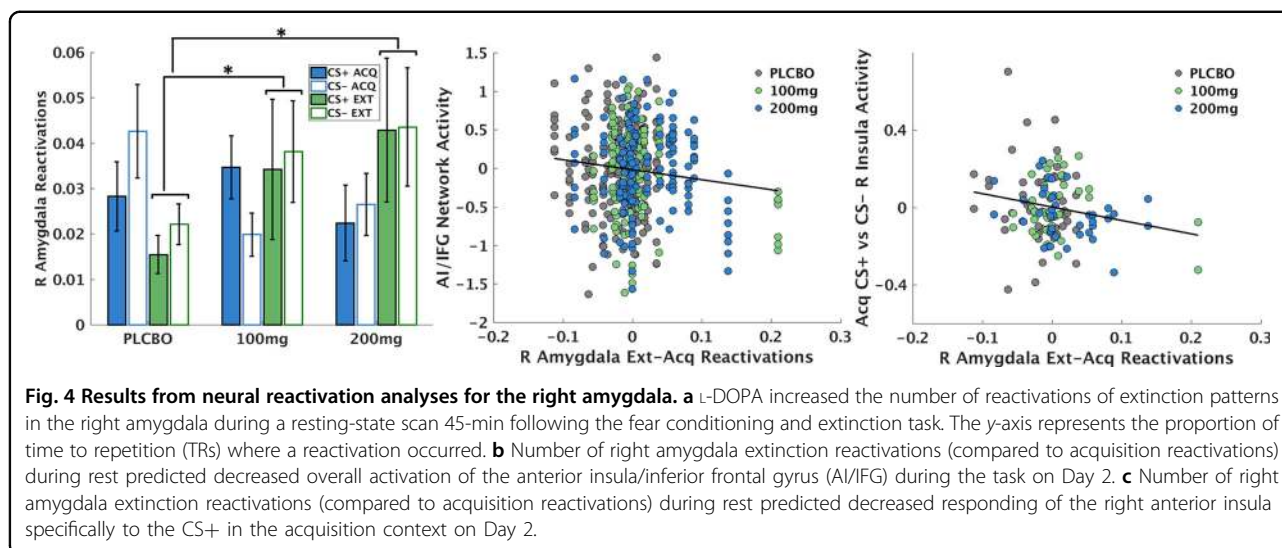 * 
*
0.06
0.05
0.04
0.03
0.02
0.01
0
R Amygdala Reactivations
CS+ ACQ
CS- ACQ
CS+ EXT
CS- EXT
PLCBO 100mg 200mg
1.5
1
0.5
0
-0.5
-1
-1.5
-2
AI/IFG Network Activity
PLCBO
100mg
200mg
-0.2 -0.1 0 0.1 0.2 0.3
R Amygdala Ext-Acq Reactivations
0.4
0
-0.4
Acq CS+ vs CS- R Insula Activity
PLCBO
100mg
200mg
-0.2 -0.1 0 0.1 0.2 0.3
R Amygdala Ext-Acq Reactivations
Fig. 4 Results from neural reactivation analyses for the right amygdala. a L-DOPA increased the number of reactivations of extinction patterns
in the right amygdala during a resting-state scan 45-min following the fear conditioning and extinction task. The y-axis represents the proportion of
time to repetition (TRs) where a reactivation occurred. b Number of right amygdala extinction reactivations (compared to acquisition reactivations)
during rest predicted decreased overall activation of the anterior insula/inferior frontal gyrus (AI/IFG) during the task on Day 2. c Number of right
amygdala extinction reactivations (compared to acquisition reactivations) during rest predicted decreased responding of the right anterior insula
specifically to the CS+ in the acquisition context on Day 2.